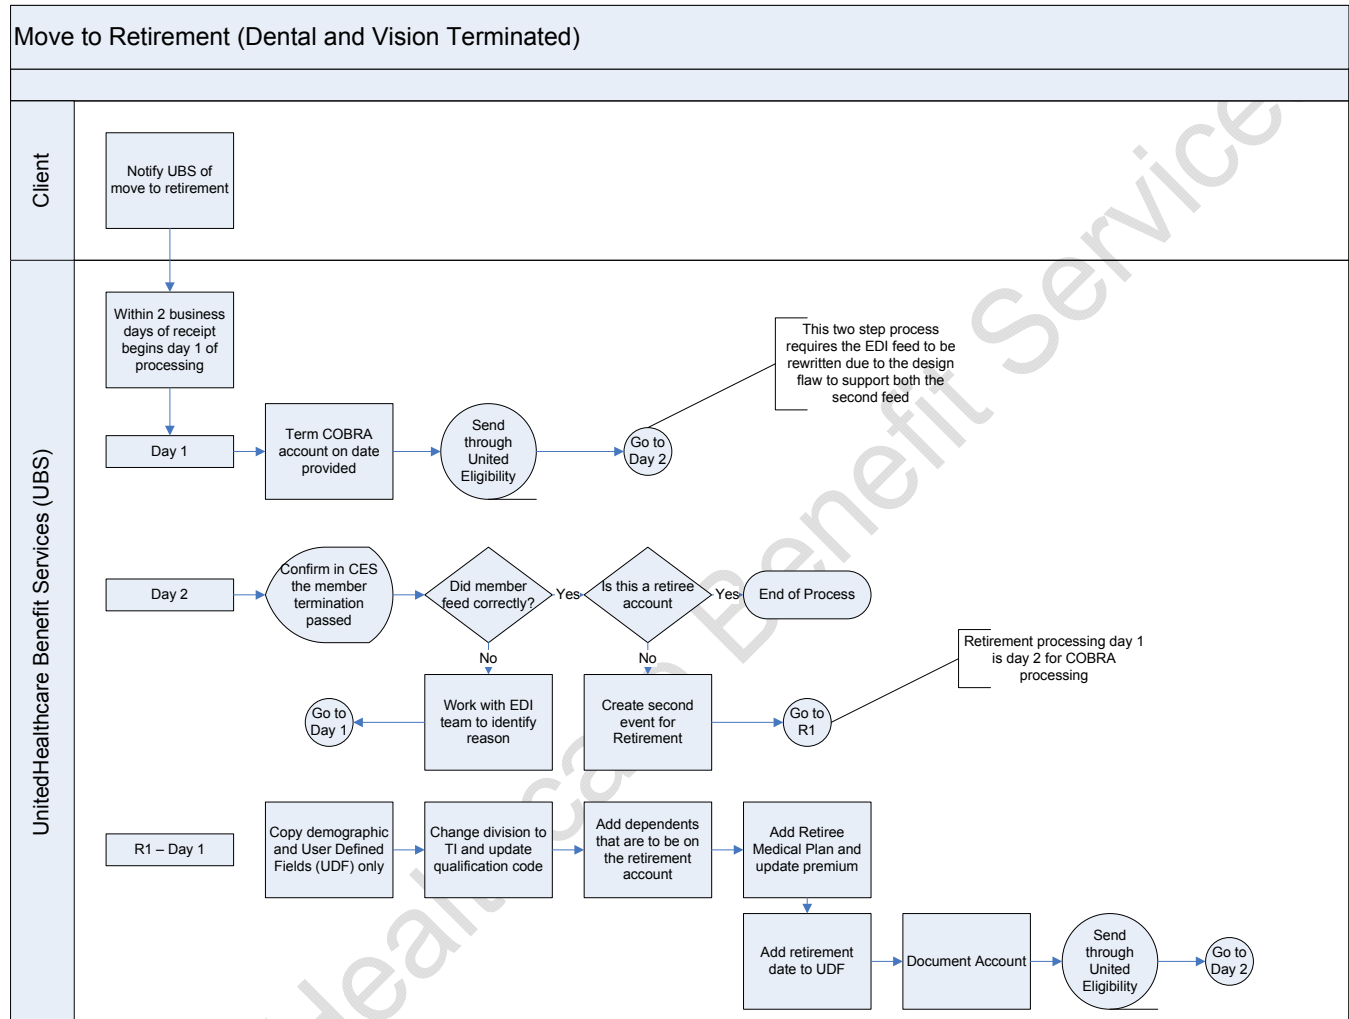 Move to Retirement (Dental and Vision Terminated)
Client
Notify UBS of
move to retirement
UnitedHealthcare Benefit Services (UBS)
Within 2 business
days of receipt
begins day 1 of
processing
This two step process
requires the EDI feed to be
rewritten due to the design
flaw to support both the
second feed
Day 1
Term COBRA
account on date
provided
Send
through
United
Eligibility
Go to
Day 2
Day 2
Confirm in CES
the member
termination
passed
Did member
feed correctly?
Yes
Is this a retiree
account
Yes
End of Process
No
No
Retirement processing day 1
is day 2 for COBRA
processing
Go to
Day 1
Work with EDI
team to identify
reason
Create second
event for
Retirement
Go to
R1
R1 – Day 1
Copy demographic
and User Defined
Fields (UDF) only
Change division to
TI and update
qualification code
Add dependents
that are to be on
the retirement
account
Add Retiree
Medical Plan and
update premium
Add retirement
date to UDF
Document Account
Send
through
United
Eligibility
Go to
Day 2
Healthcare Benefit Service